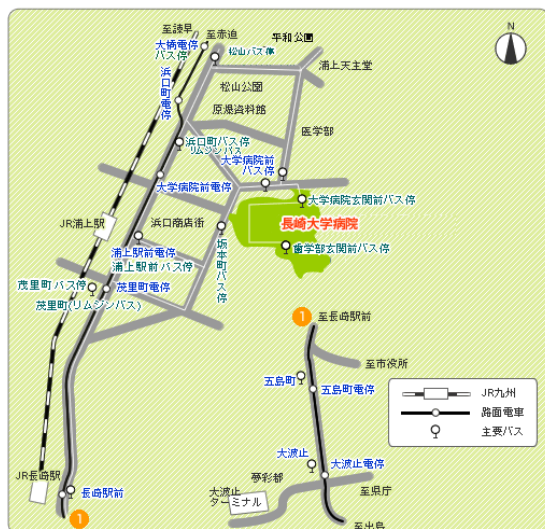 至諫早
至赤迫
平和公園
N
大橋電停
バス停
松山バス停
浦上天主堂
浜口町電停
松山公園
原爆資料館
医学部
浜口町バス停
リムジンバス
大学病院前
バス停
大学病院前電停
大学病院玄関前バス停
浜口商店街
長崎大学病院
JR浦上駅
坂本町バス停
浦上駅前電停
浦上駅前バス停
歯学部玄関前バス停
茂里町バス停
茂里町電停
茂里町(リムジンバス)
1
至長崎駅前
至市役所
五島町
五島町電停
JR九州
路面電車
主要バス
大波止
大波止電停
JR長崎駅
夢彩都
長崎駅前
大波止
ターミナル
至県庁
1
至出島